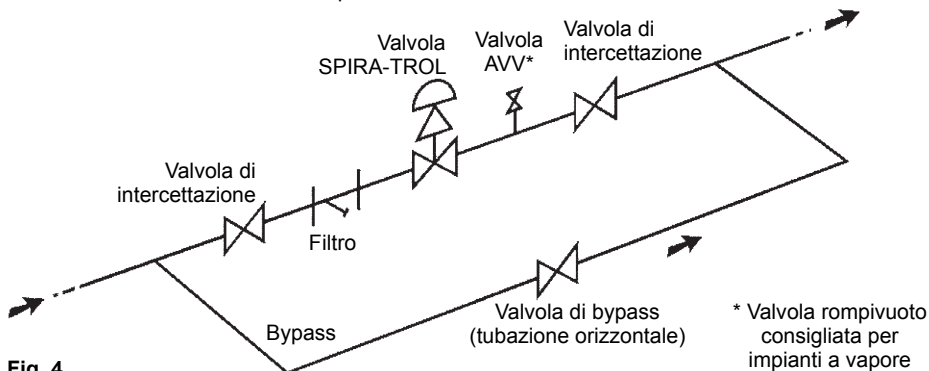 Valvola
SPIRA-TROL
Valvola
AVV*
Valvola di
intercettazione
Valvola di
intercettazione
Filtro
Bypass
Valvola di bypass
(tubazione orizzontale)
* Valvola rompivuoto
consigliata per
impianti a vapore
Fig. 4